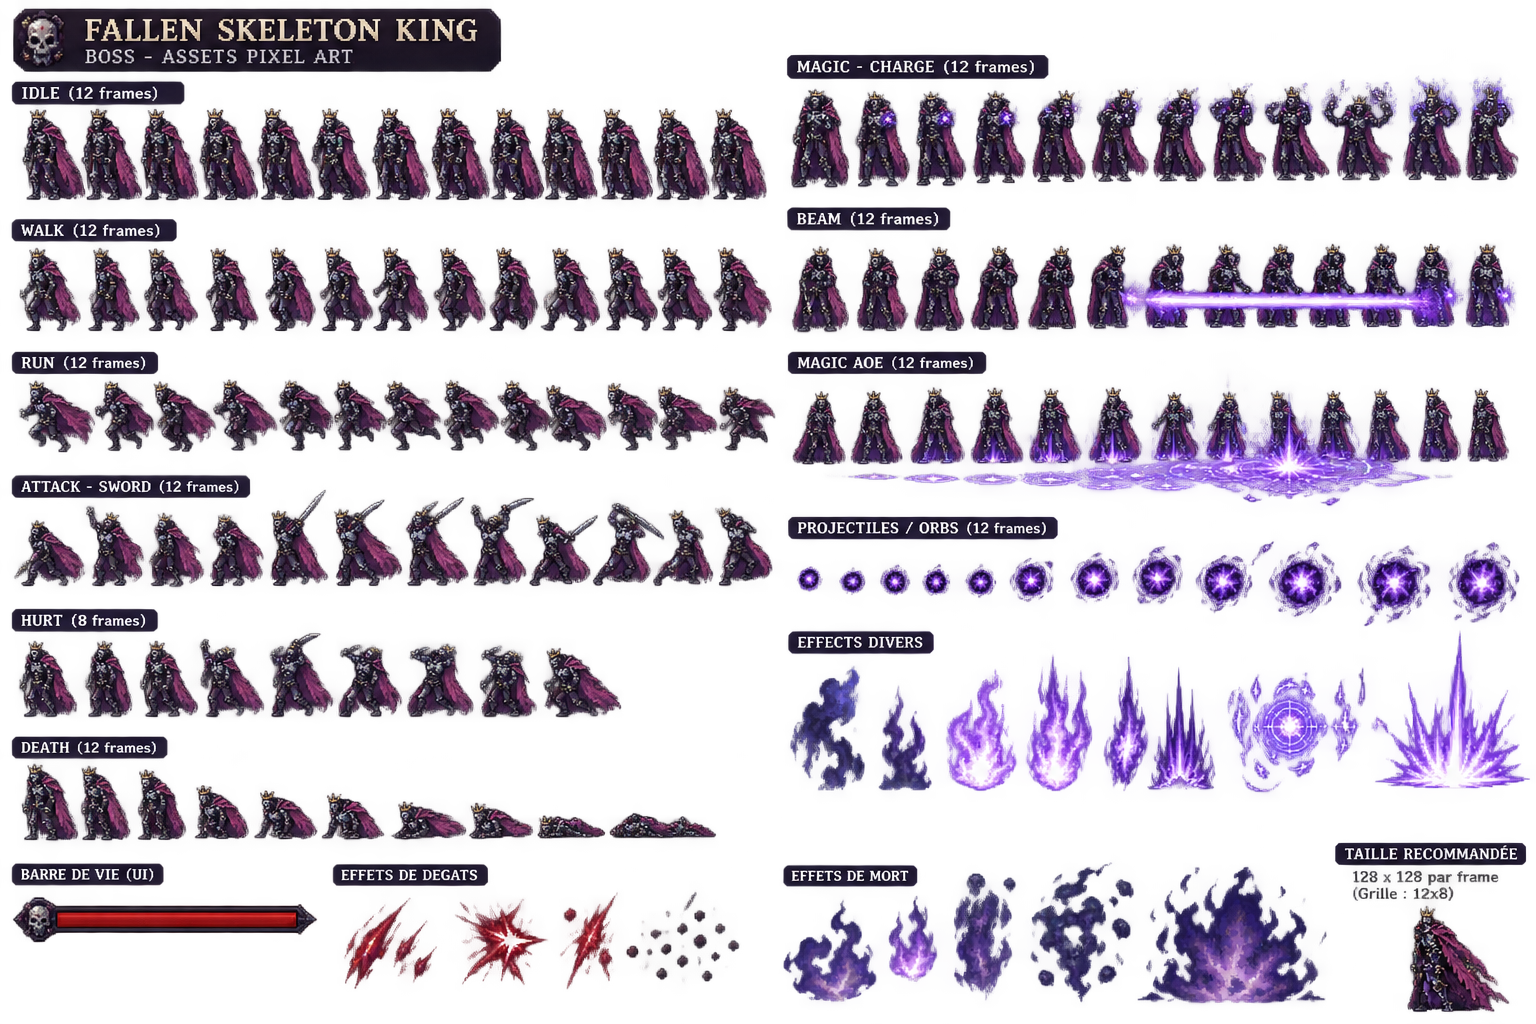 FALLEN SKELETON KING
BOSS - ASSETS PIXEL ART
IDLE (12 frames)
WALK (12 frames)
RUN (12 frames)
ATTACK - SWORD (12 frames)
HURT (8 frames)
DEATH (12 frames)
BARRE DE VIE (UI)
EFFETS DE DEGATS
MAGIC - CHARGE (12 frames)
BEAM (12 frames)
MAGIC AOE (12 frames)
PROJECTILES / ORBS (12 frames)
EFFECTS DIVERS
EFFETS DE MORT
TAILLE RECOMMANDÉE
128 x 128 par frame
(Grille : 12x8)